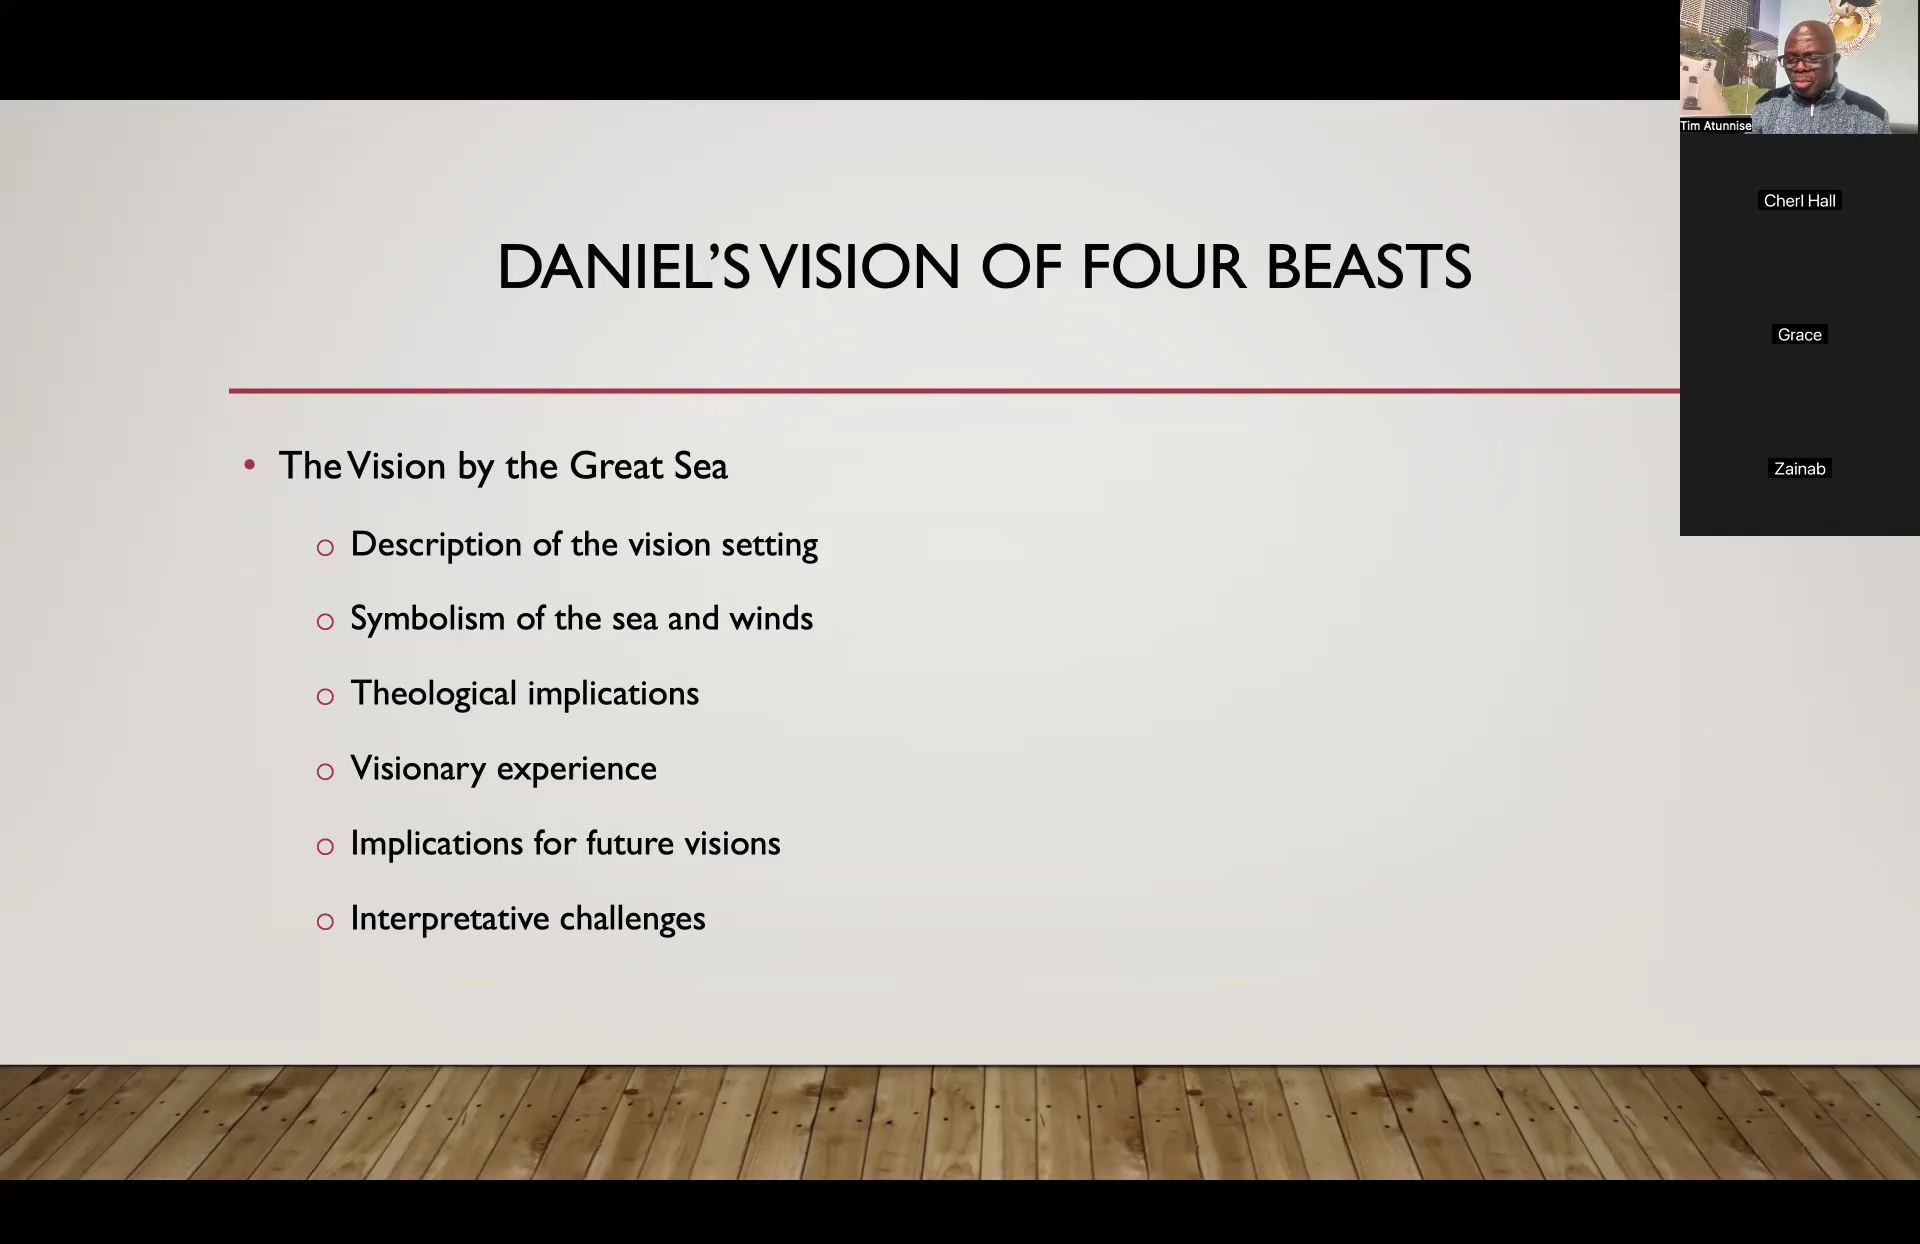 DANIEL'S VISION OF FOUR BEASTS
• The Vision by the Great Sea
o Description of the vision setting
o Symbolism of the sea and winds
o Theological implications
o Visionary experience
o Implications for future visions
o Interpretative challenges
Tim Atunnise
Cherl Hall
Grace
Zainab